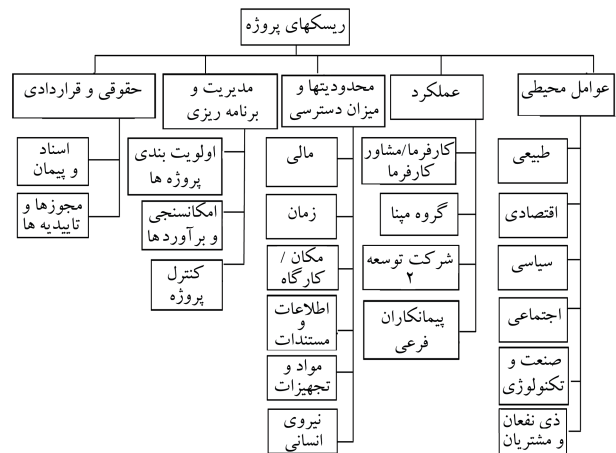 ریسکهای پروژه
عوامل محیطی
طبیعی
اقتصادی
سیاسی
اجتماعی
صنعت و
تکنولوژی
ذی نفعان
و مشتریان
عملکرد
کارفرما/مشاور
کارفرما
گروه مپنا
شرکت توسعه
۲
پیمانکاران
فرعی
محدودیتها و
میزان دسترسی
مالی
زمان
مکان /
کارگاه
اطلاعات
و
مستندات
مواد و
تجهیزات
نیروی
انسانی
مدیریت و
برنامه ریزی
اولویت بندی
پروژه ها
امکانسنجی
و برآوردها
کنترل
پروژه
حقوقی و قراردادی
اسناد
و پیمان
مجوزها و
تاییدیه ها